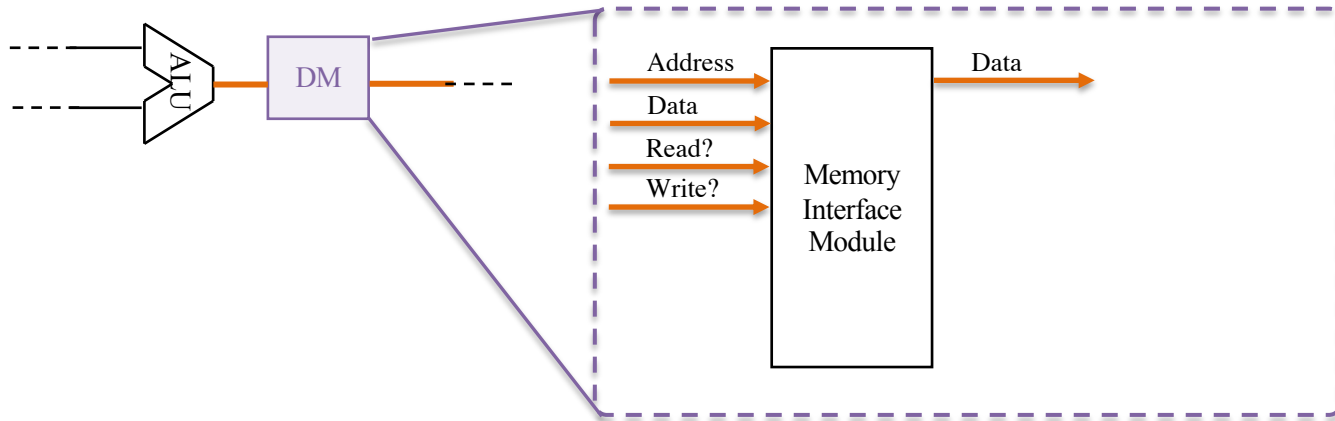 ALU
DM
Address
Data
Read?
Write?
Memory
Interface
Module
Data